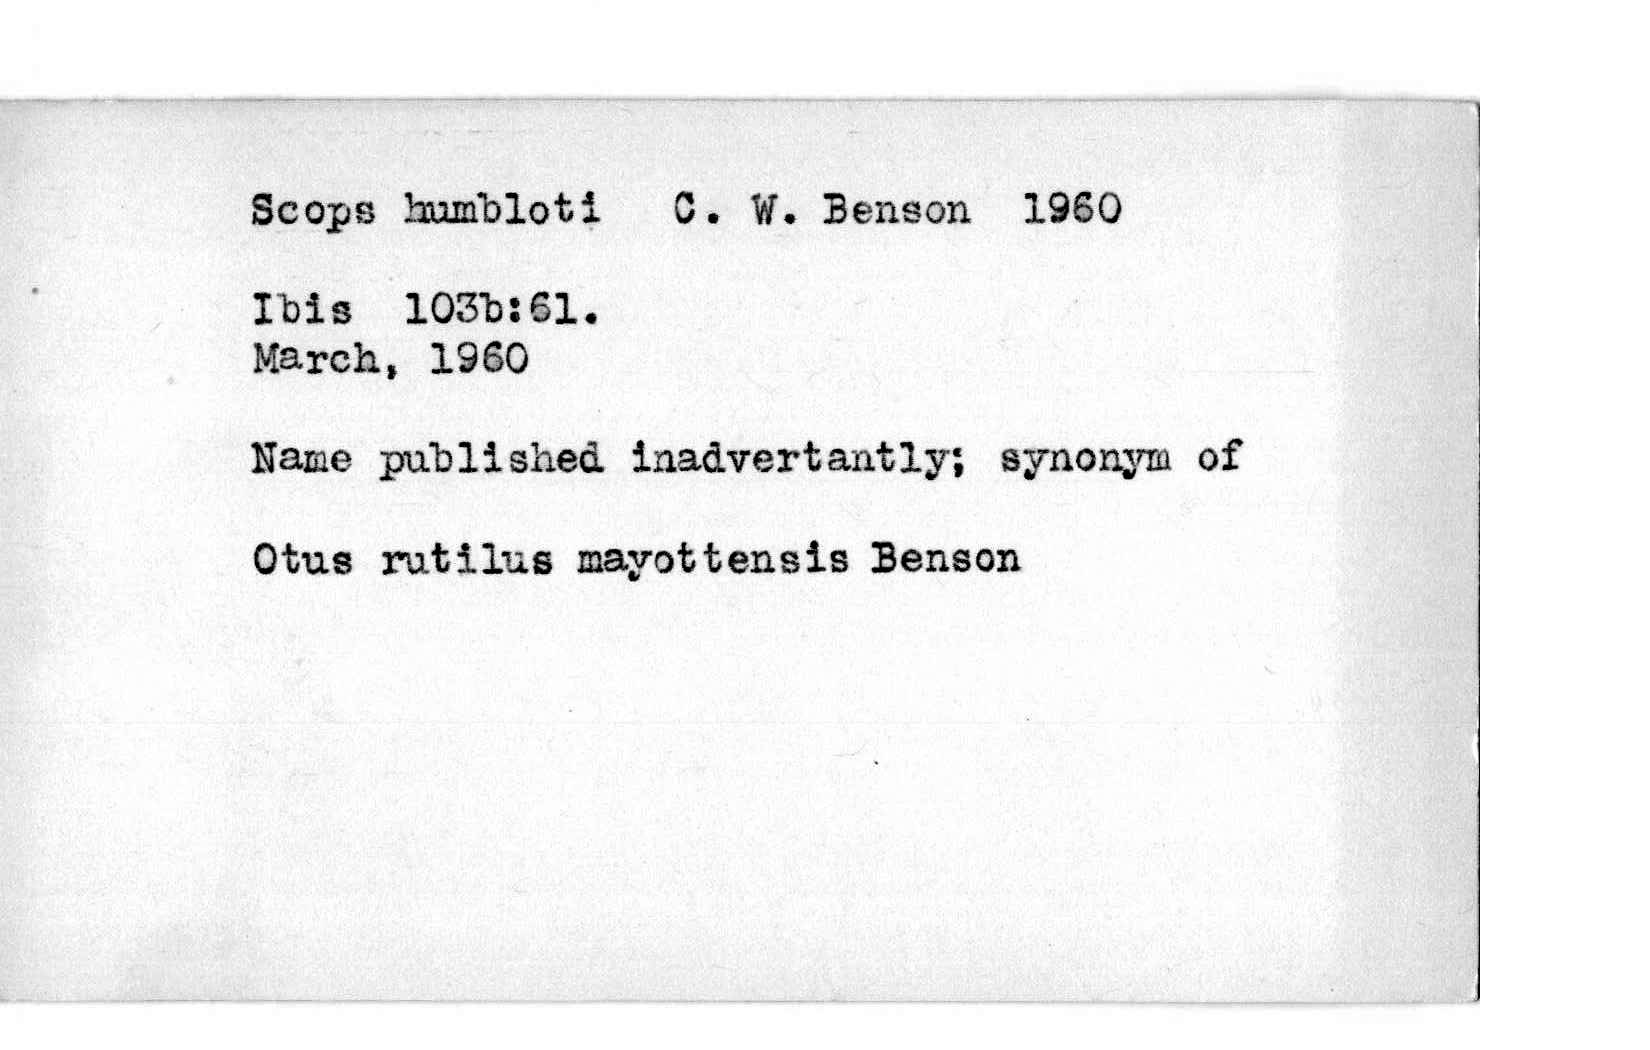 Scops humbloti C. W. Benson 1960
Ibis 103b:61.
March, 1960
Name published inadvertantly; synonym of
Otus rutilus mayottensis Benson